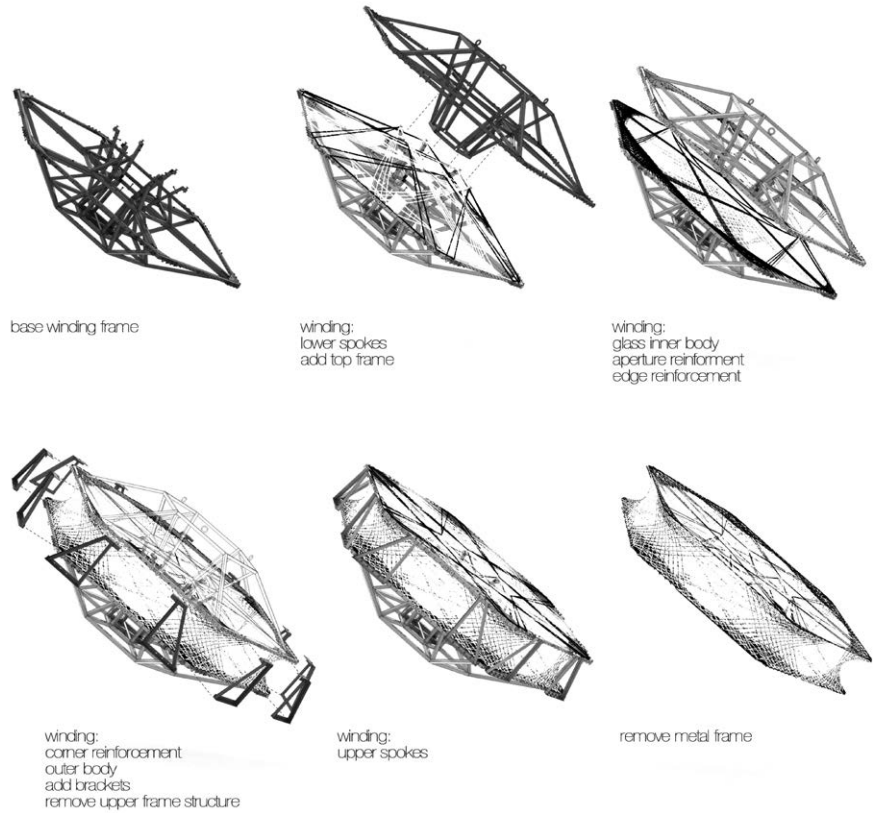 base winding frame
winding:
lower spokes
add top frame
winding:
glass inner body
aperture reinforment
edge reinforcement
winding:
corner reinforcement
outer body
add brackets
remove upper frame structure
winding:
upper spokes
remove metal frame